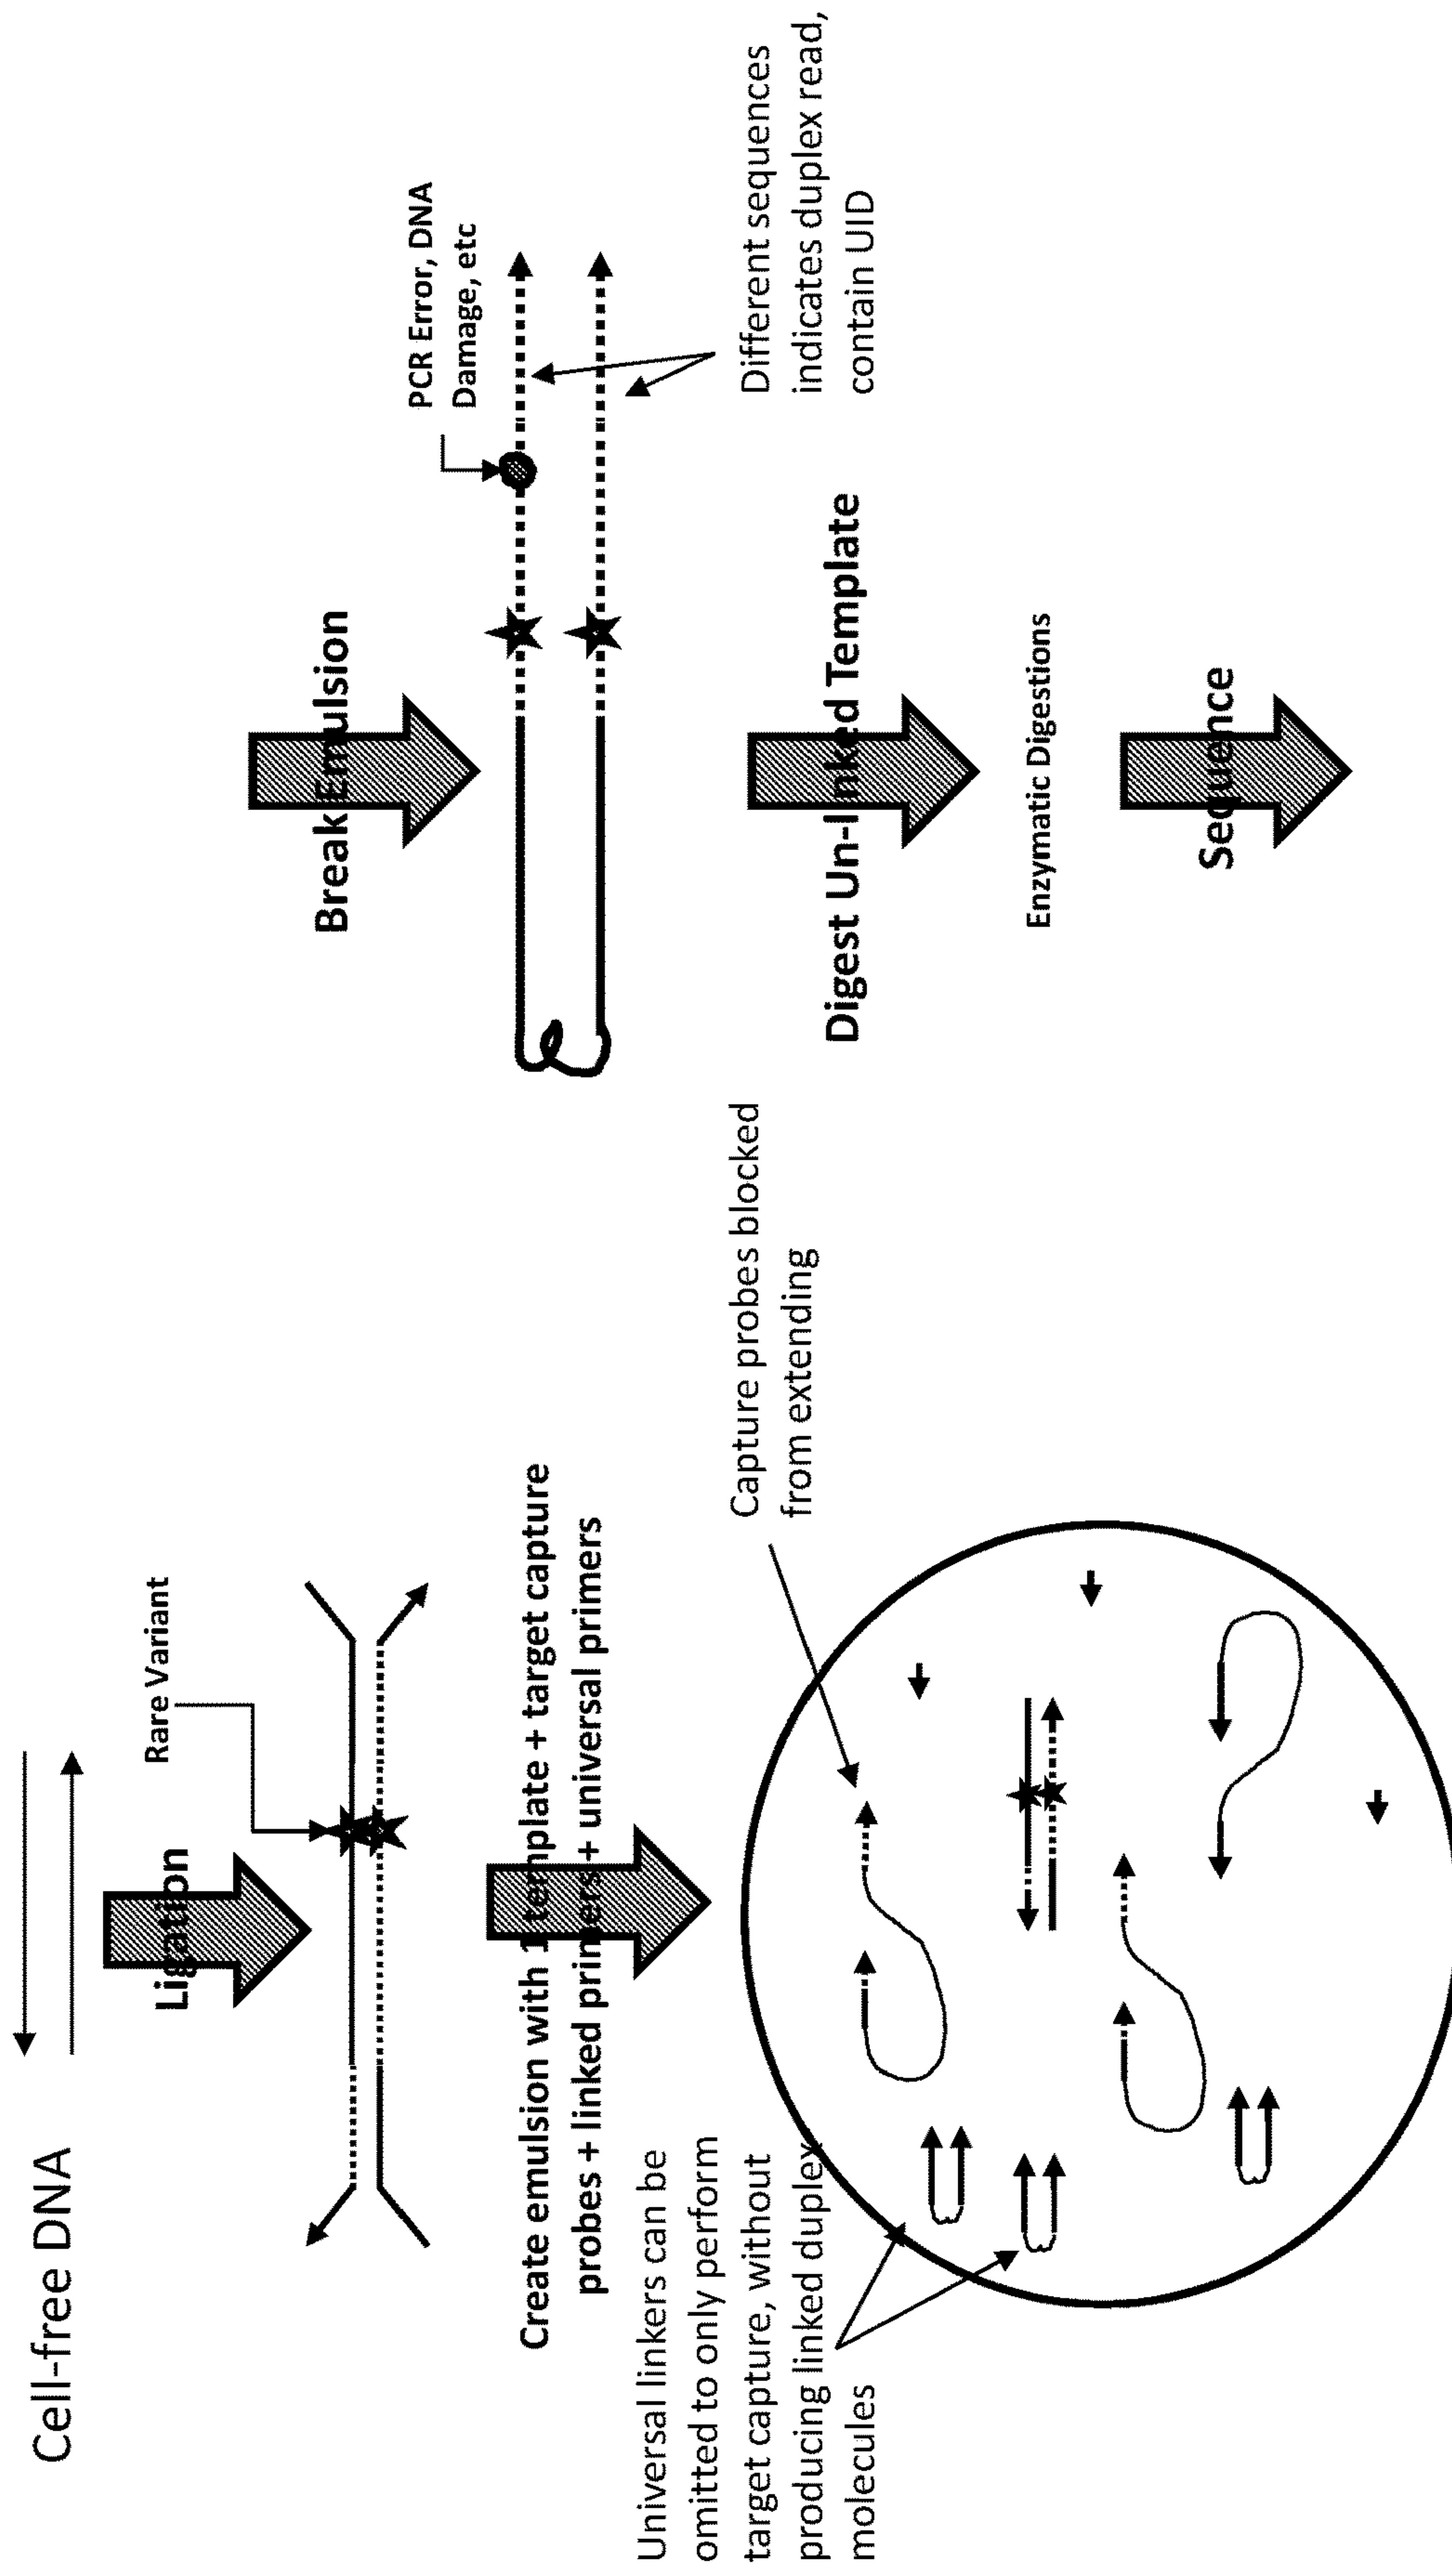 Cell-free DNA
Ligation
Rare Variant
Create emulsion with 1 template + target capture
probes + linked primers + universal primers
Universal linkers can be
omitted to only perform
target capture, without
producing linked duplex
molecules
Capture probes blocked
from extending
Break Emulsion
PCR Error, DNA
Damage, etc
Different sequences
indicates duplex read,
contain UID
Digest Un-linked Template
Enzymatic Digestions
Sequence